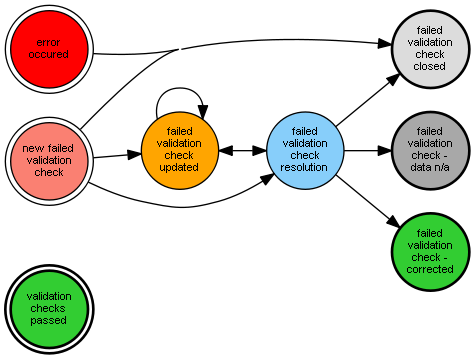 error
occured
failed
validation
check
closed
new failed
validation
check
failed
validation
check
updated
failed
validation
check
resolution
failed
validation
check -
data n/a
failed
validation
check -
corrected
validation
checks
passed